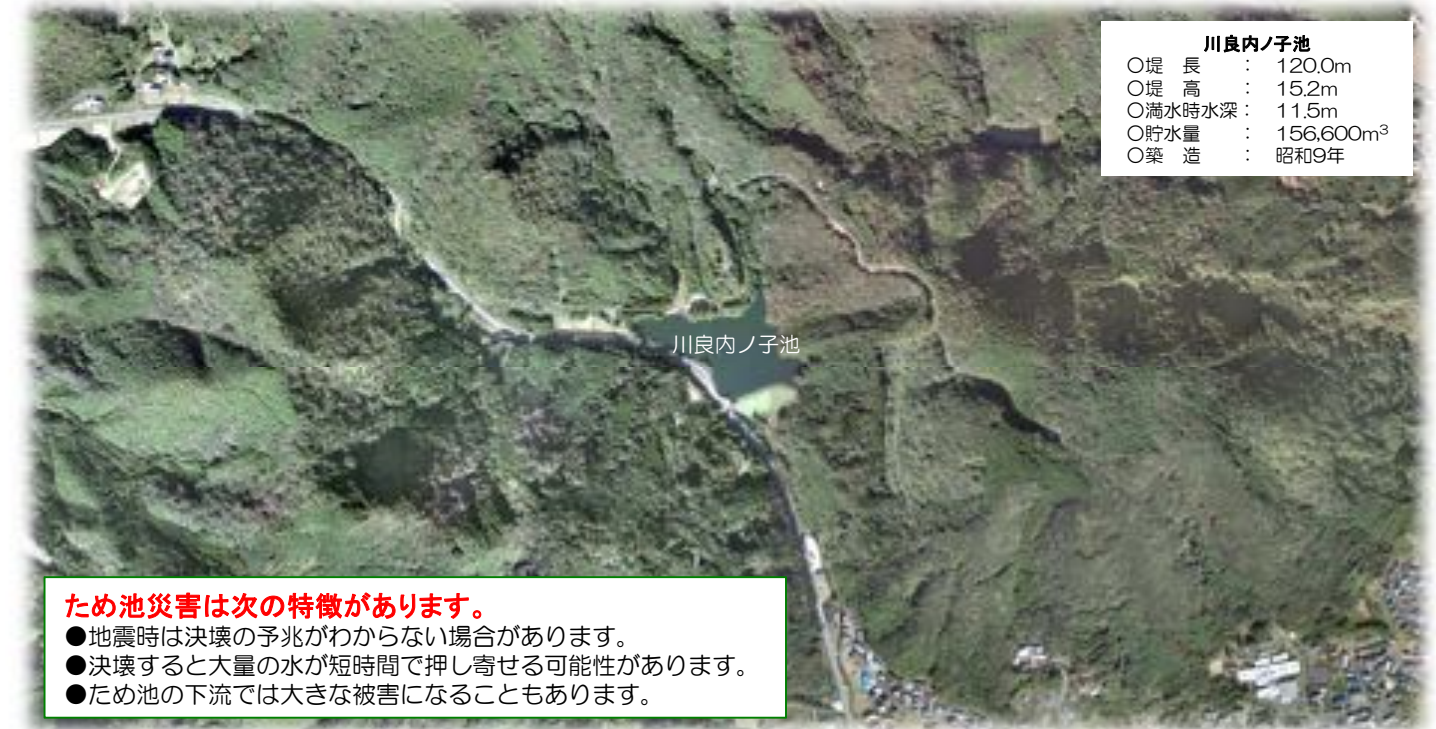 川良内ノ子池
〇堤　長　：　120.0m
〇堤　高　：　15.2m
〇満水時水深：　11.5m
〇貯水量　：　156,600m³
〇築　造　：　昭和9年
川良内ノ子池
ため池災害は次の特徴があります。
●地震時は決壊の予兆がわからない場合があります。
●決壊すると大量の水が短時間で押し寄せる可能性があります。
●ため池の下流では大きな被害になることもあります。